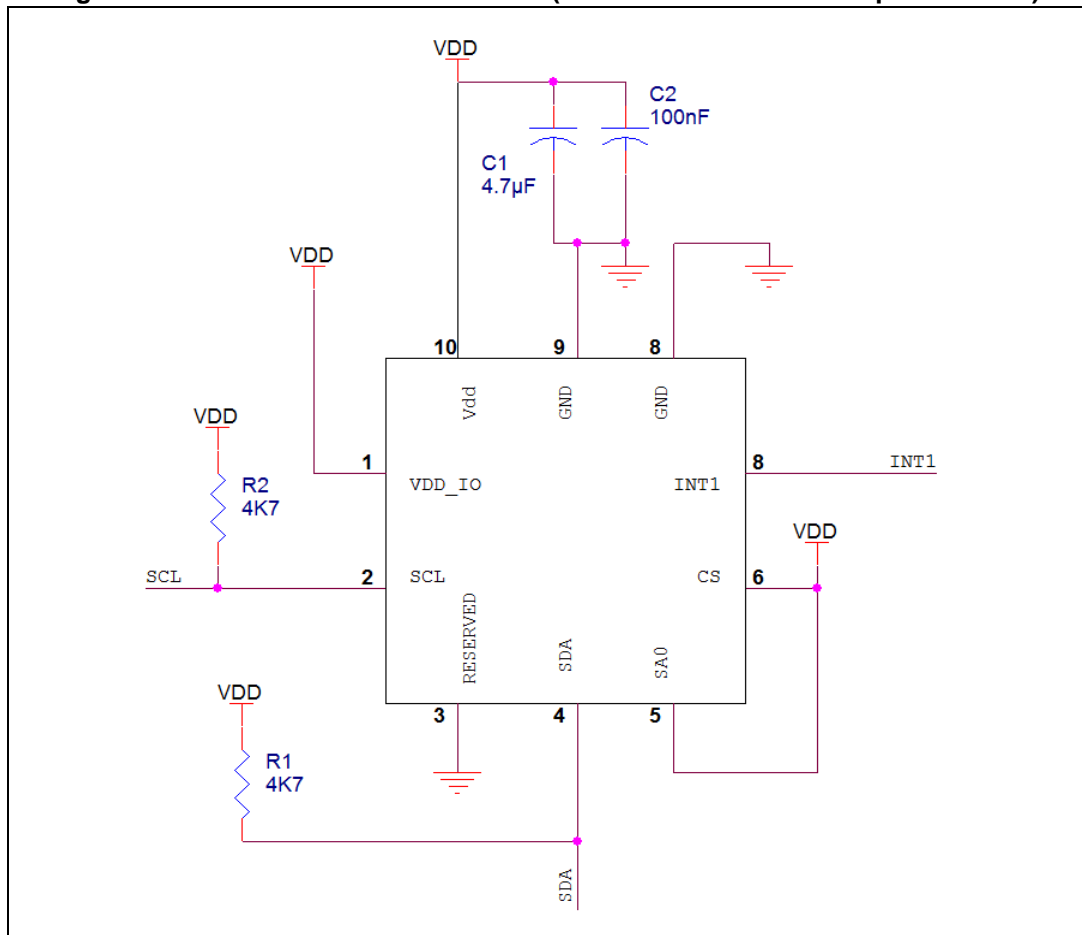 VDD
C2
100nF
C1
4.7µF
VDD
10
9
8
Vdd
GND
GND
VDD
1
VDD_IO
INT1
8
INT1
R2
4K7
VDD
SCL
2
SCL
CS
6
RESERVED
SDA
SA0
VDD
3
4
5
R1
4K7
SDA